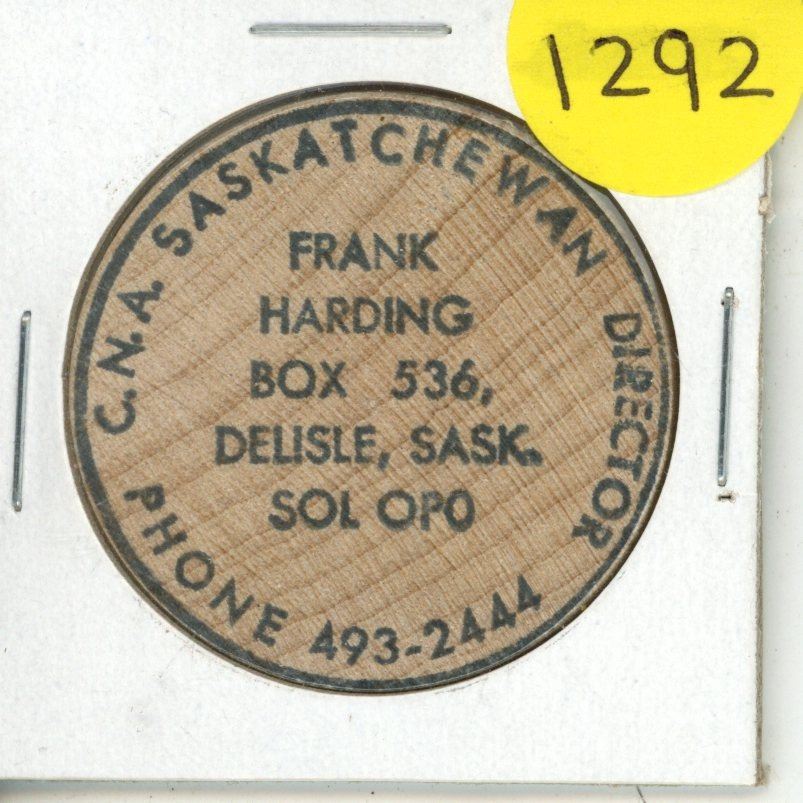 1292
C.N.A. SASKATCHEWAN DIRECTOR
FRANK
HARDING
BOX 536,
DELISLE, SASK.
SOL OPO
PHONE 493-2444